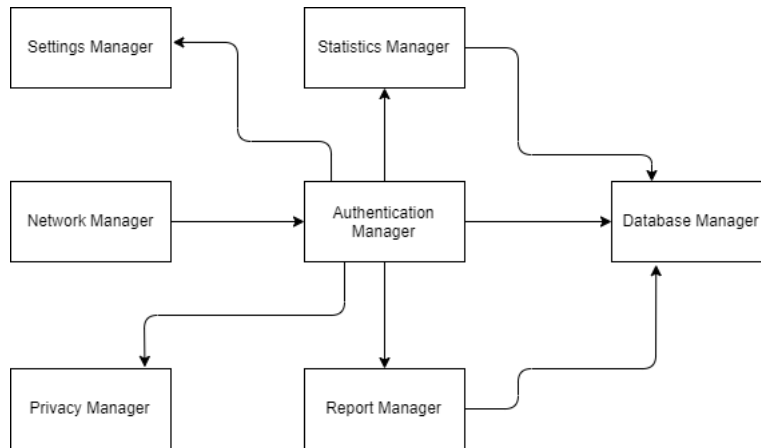 Settings Manager
Statistics Manager
Network Manager
Authentication
Manager
Database Manager
Privacy Manager
Report Manager